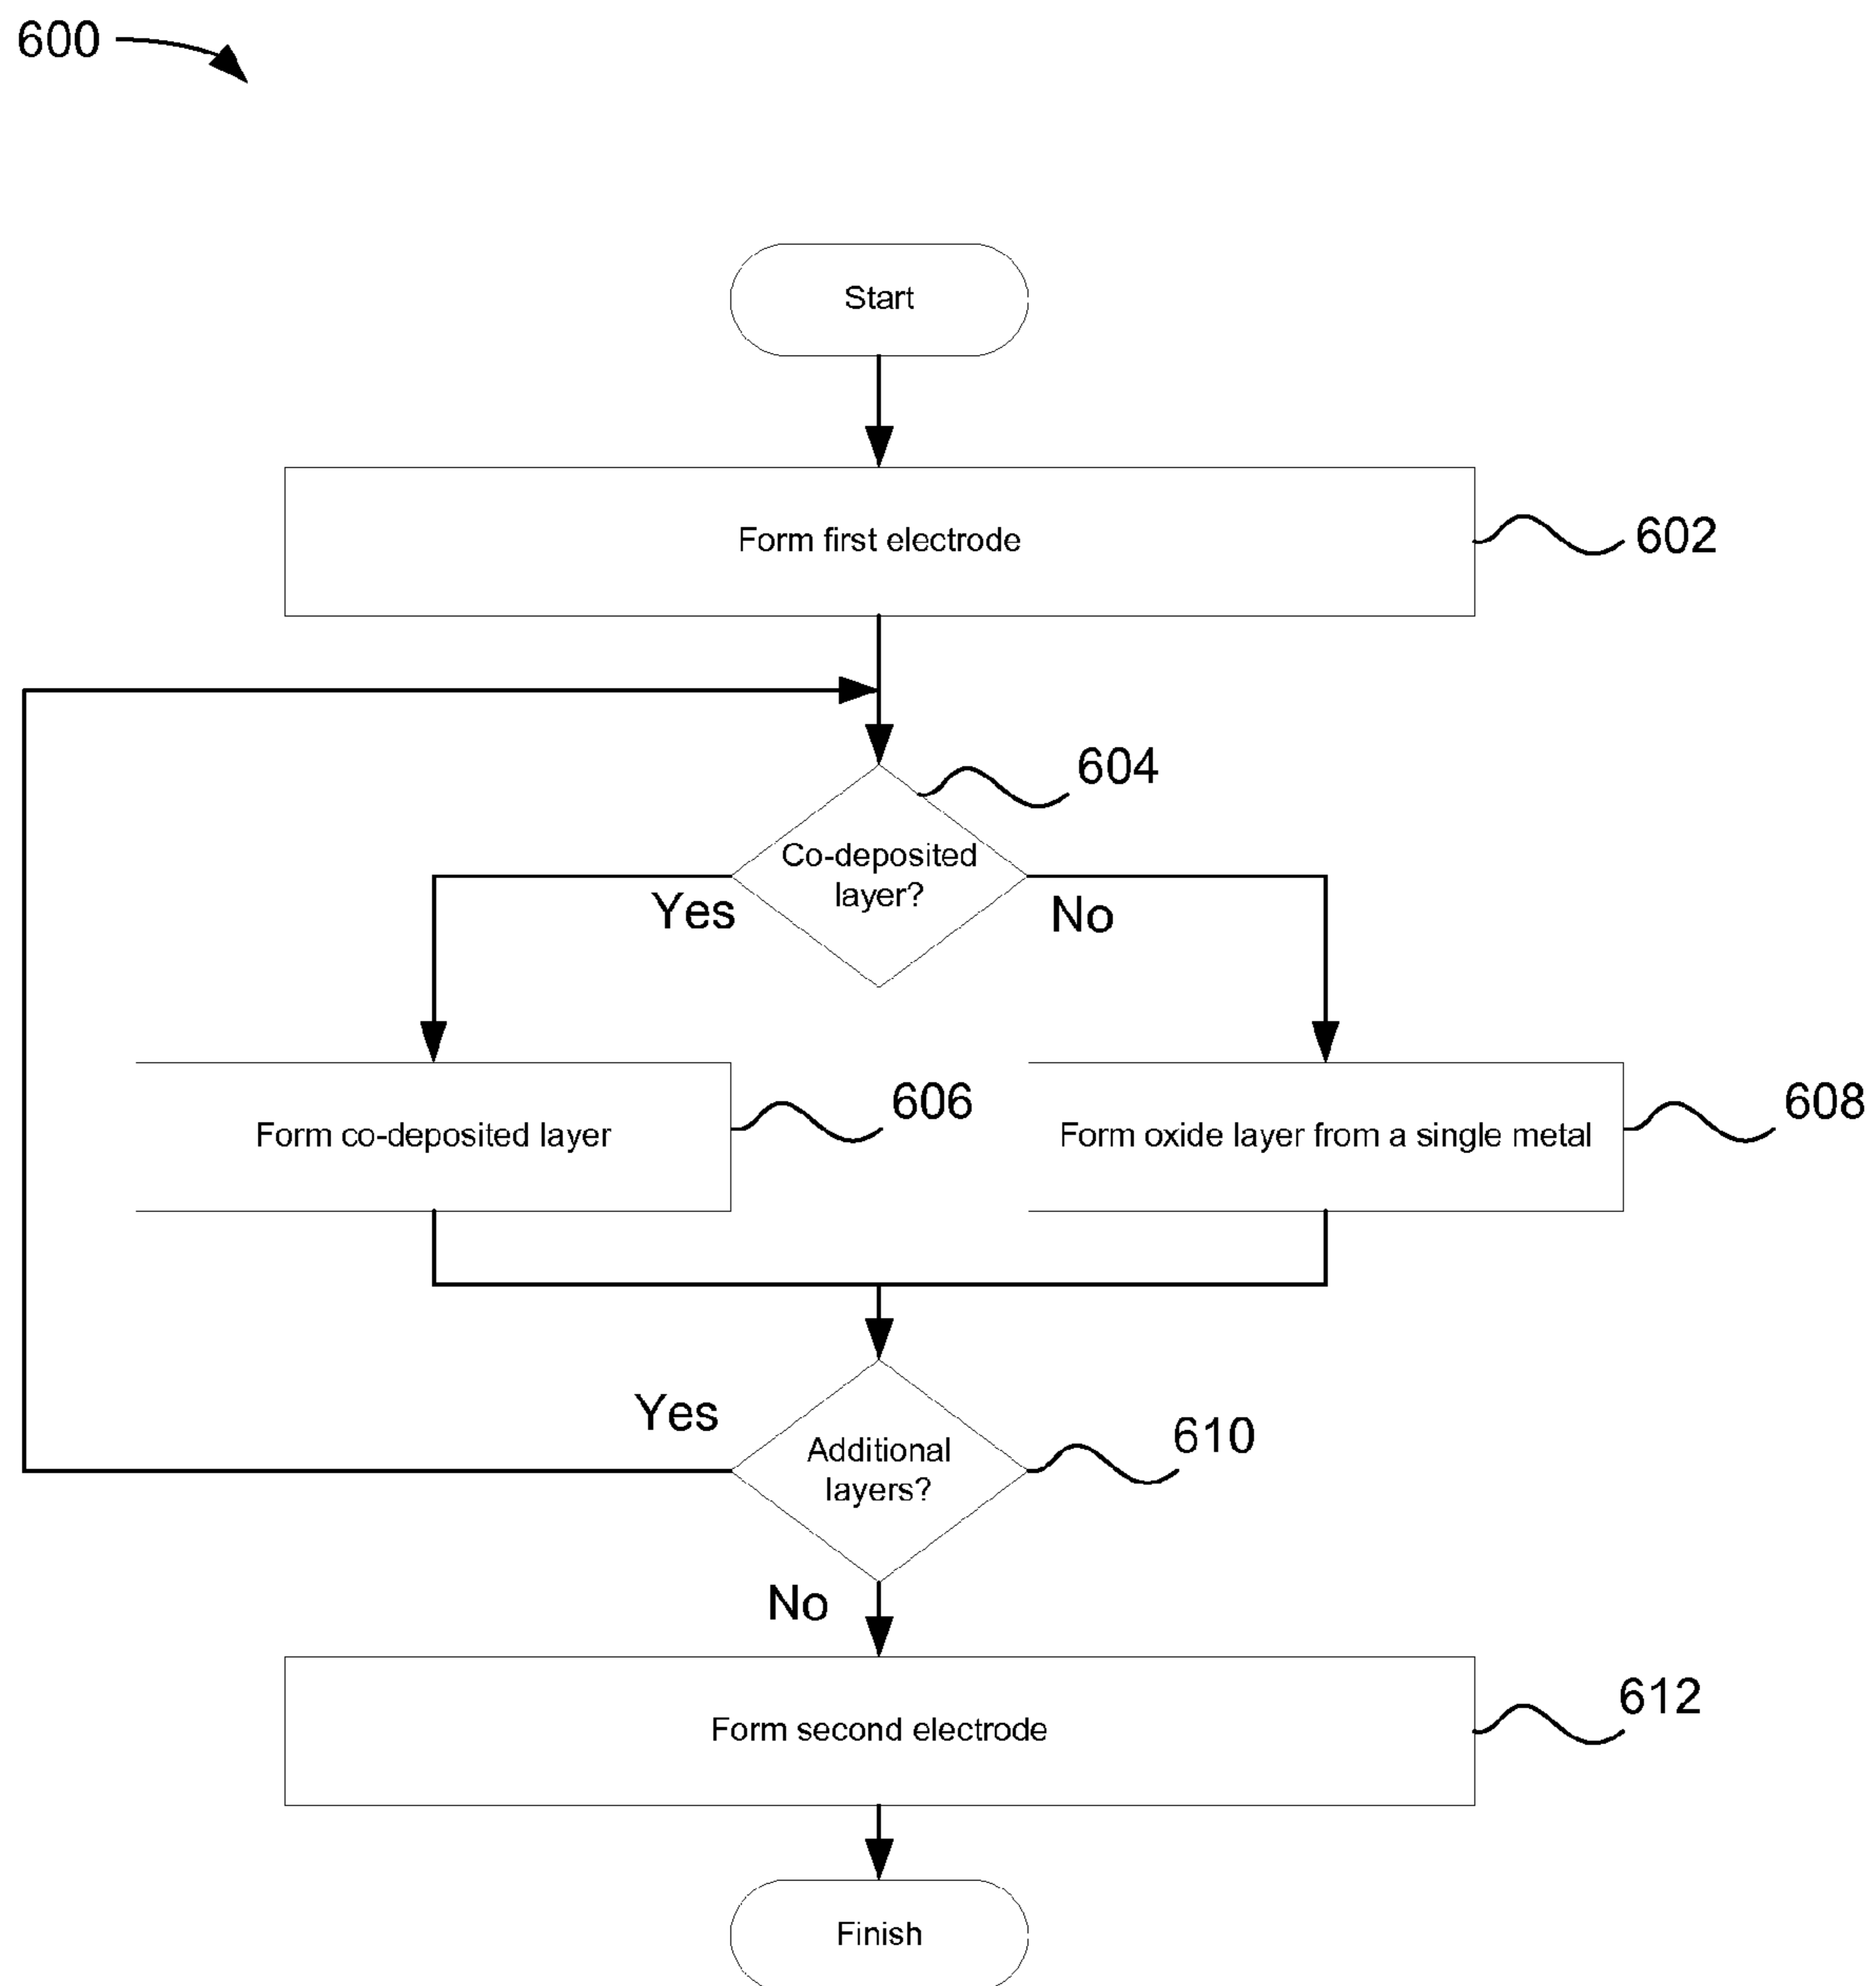 600
Start
Form first electrode
602
604
Co-deposited
layer?
Yes
No
606
608
Form co-deposited layer
Form oxide layer from a single metal
Yes
610
Additional
layers?
No
612
Form second electrode
Finish